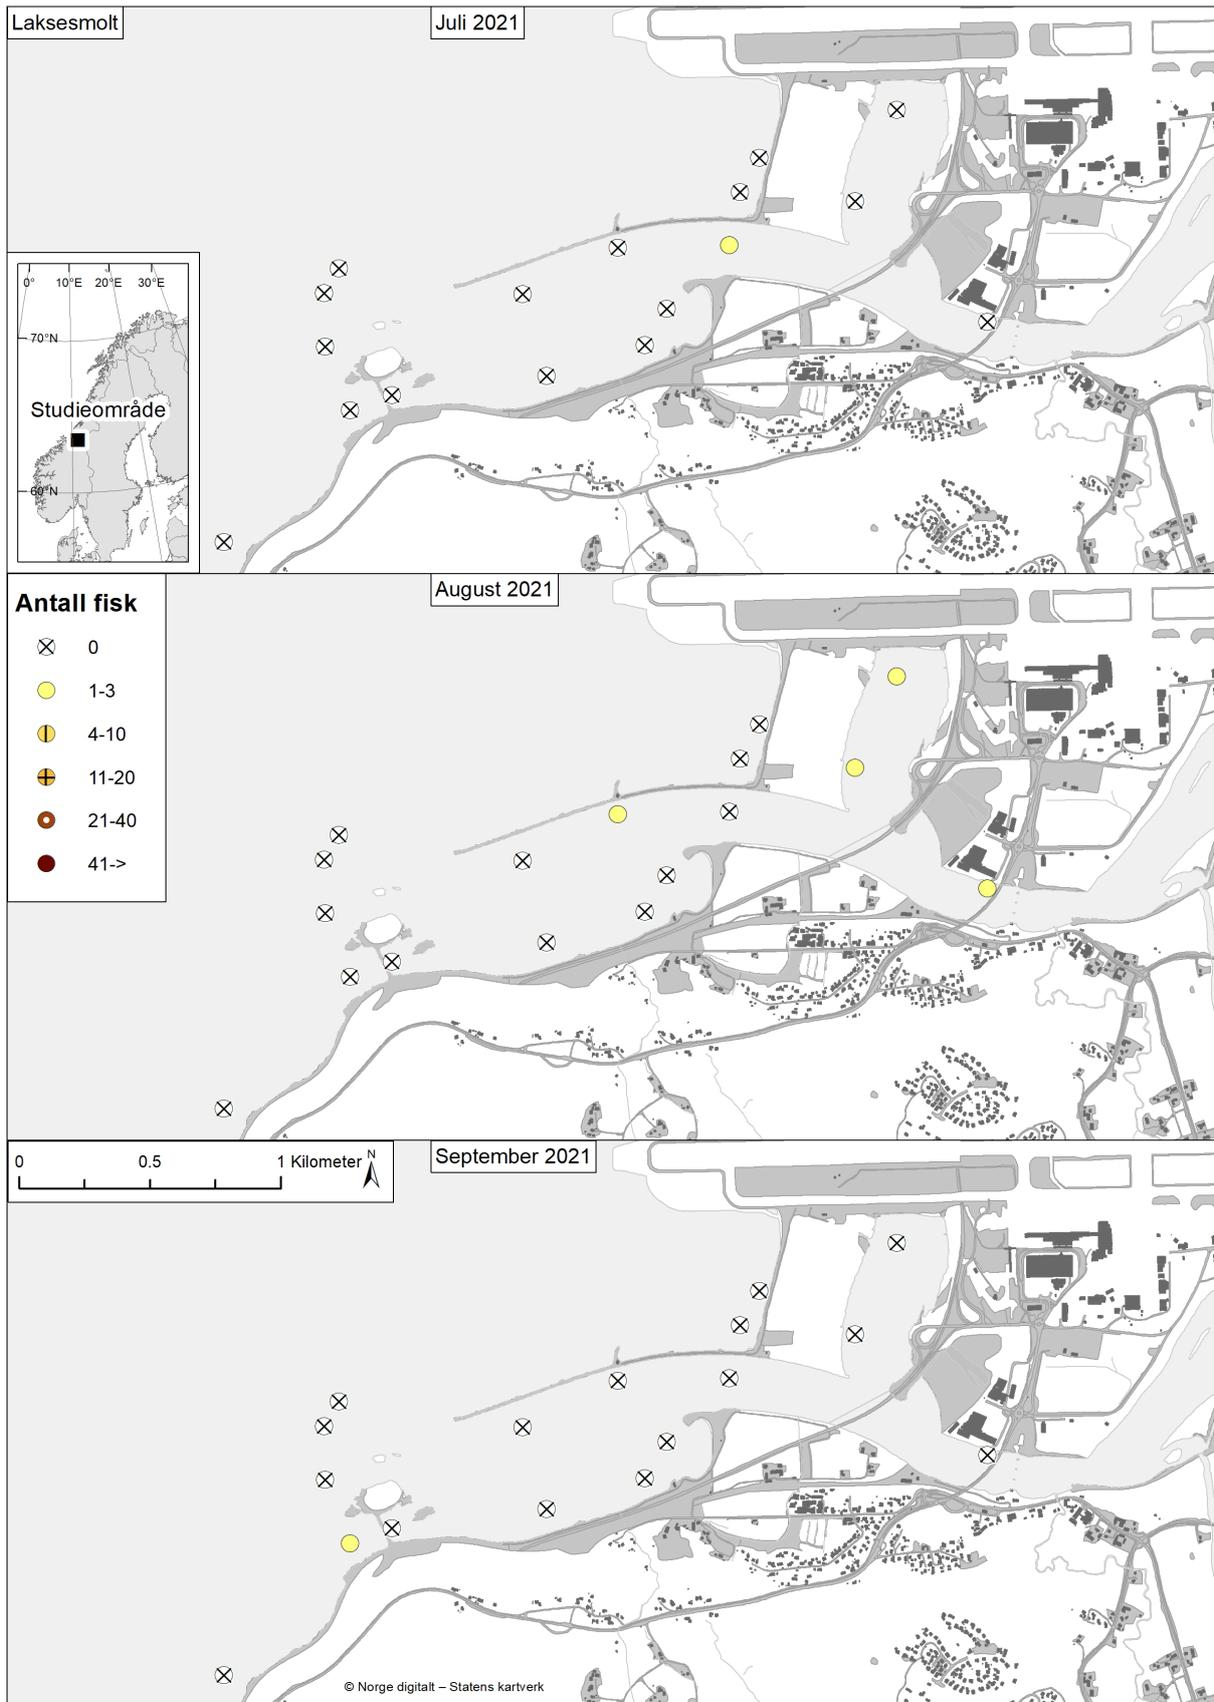 Laksesmolt
Juli 2021
0° 10°E 20°E 30°E
70°N
Studieområde
60°N
August 2021
Antall fisk
0
1-3
4-10
11-20
21-40
41->
September 2021
0 0.5 1 Kilometer N
© Norge digitalt – Statens kartverk